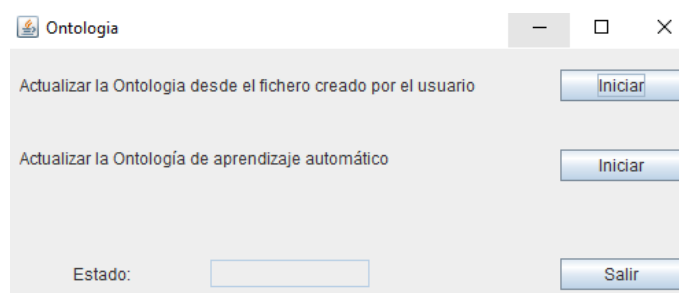 Ontologia
Actualizar la Ontologia desde el fichero creado por el usuario
Iniciar
Actualizar la Ontología de aprendizaje automático
Iniciar
Estado:
Salir